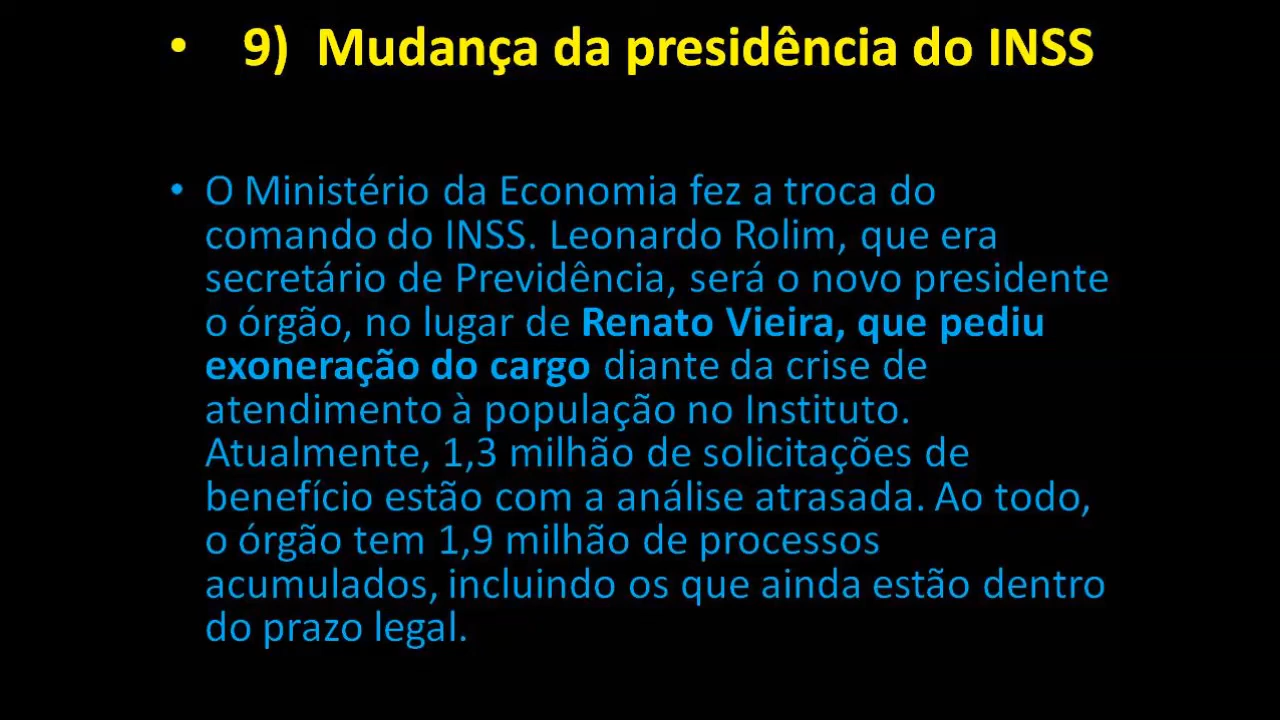 • 9) Mudança da presidência do INSS
• O Ministério da Economia fez a troca do
comando do INSS. Leonardo Rolim, que era
secretário de Previdência, será o novo presidente
o órgão, no lugar de Renato Vieira, que pediu
exoneração do cargo diante da crise de
atendimento à população no Instituto.
Atualmente, 1,3 milhão de solicitações de
benefício estão com a análise atrasada. Ao todo,
o órgão tem 1,9 milhão de processos
acumulados, incluindo os que ainda estão dentro
do prazo legal.